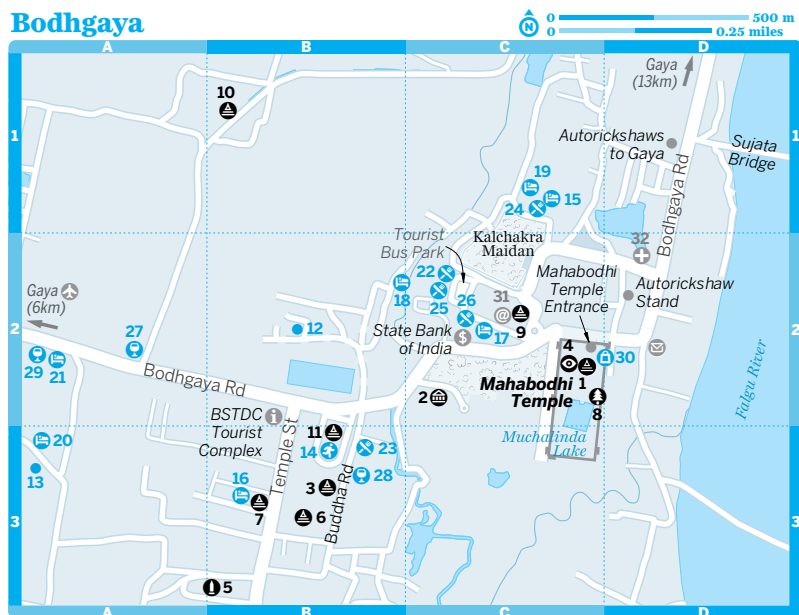 Bodhgaya
N
0 500 m
0 0.25 miles
A B C D
1
1
2
2
3
3
Gaya
(13km)
10
Autorickshaws
to Gaya
Sujata
Bridge
Bodhgaya Rd
19
15
24
Tourist
Bus Park
Kalchakra
Maidan
32
Mahabodhi
Temple
Entrance
Autorickshaw
Stand
Gaya
(6km)
22
18
25
26
31
@
9
17
State Bank
of India
$
27
12
29
21
Bodhgaya Rd
4
1
30
Mahabodhi
Temple
8
2
Falgu River
BSTDC
Tourist
Complex
i
11
14
23
Muchalinda
Lake
20
13
Temple St
Buddha Rd
16
7
3
28
6
5
A B C D